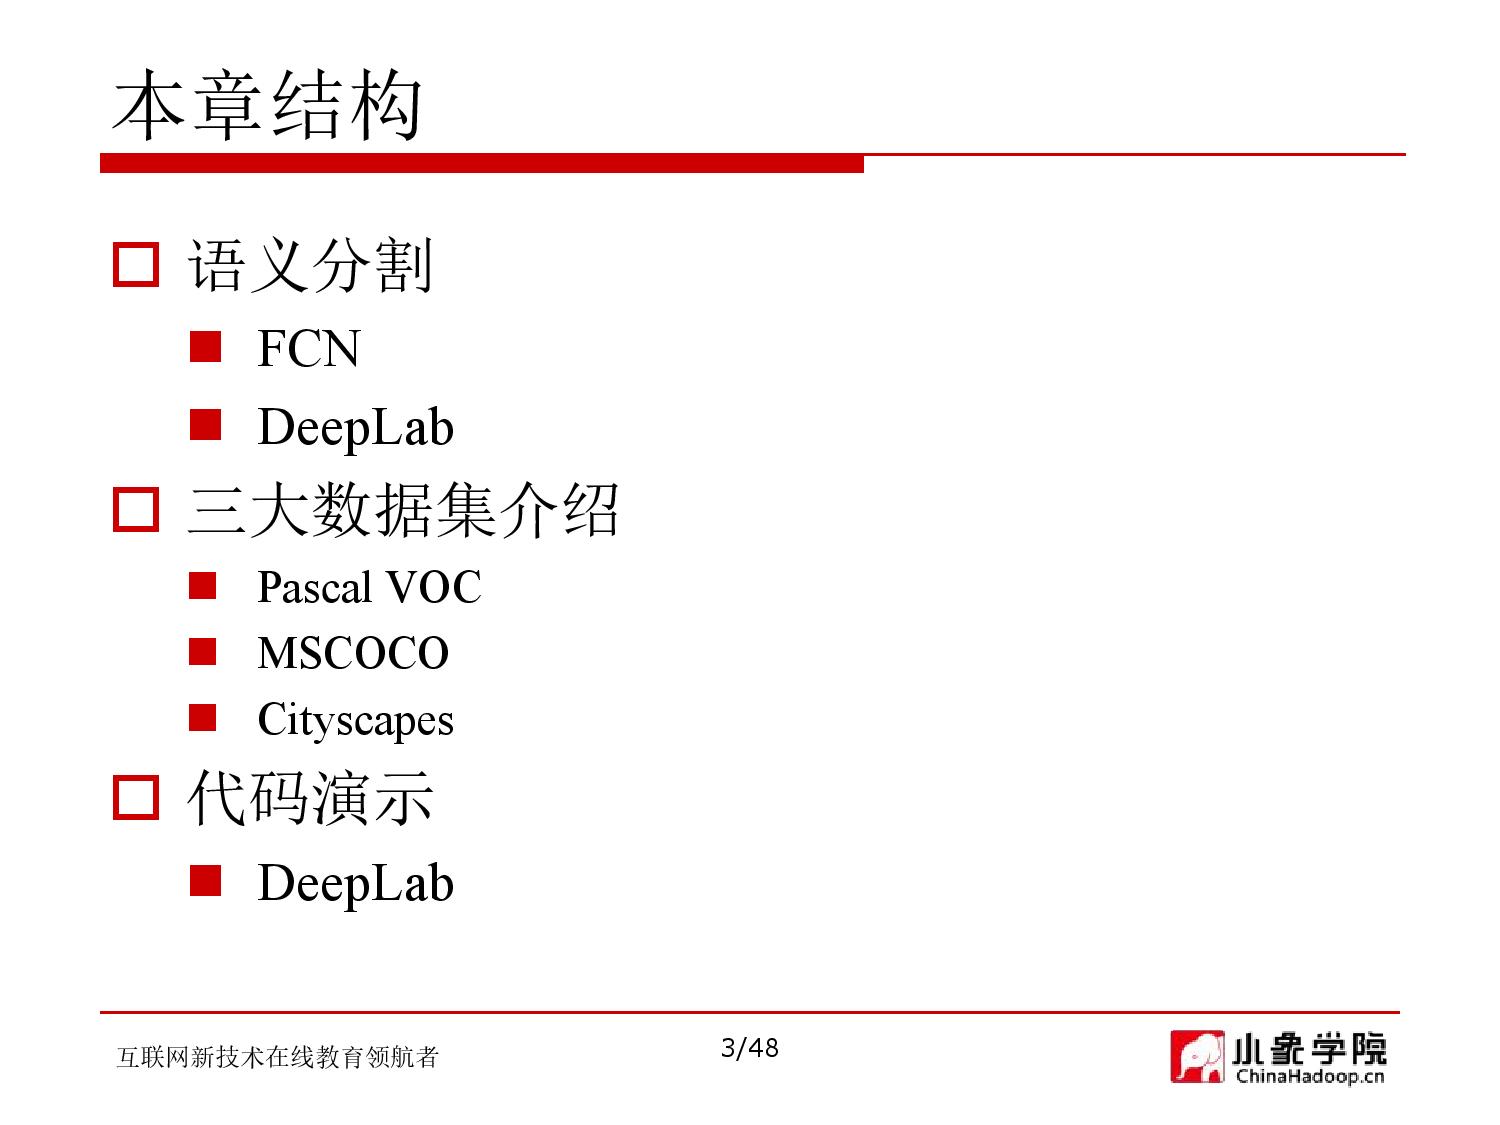 本章结构
语义分割
FCN
DeepLab
三大数据集介绍
Pascal VOC
MSCOCO
Cityscapes
代码演示
DeepLab
互联网新技术在线教育领航者
3/48
小象学院
ChinaHadoop.cn